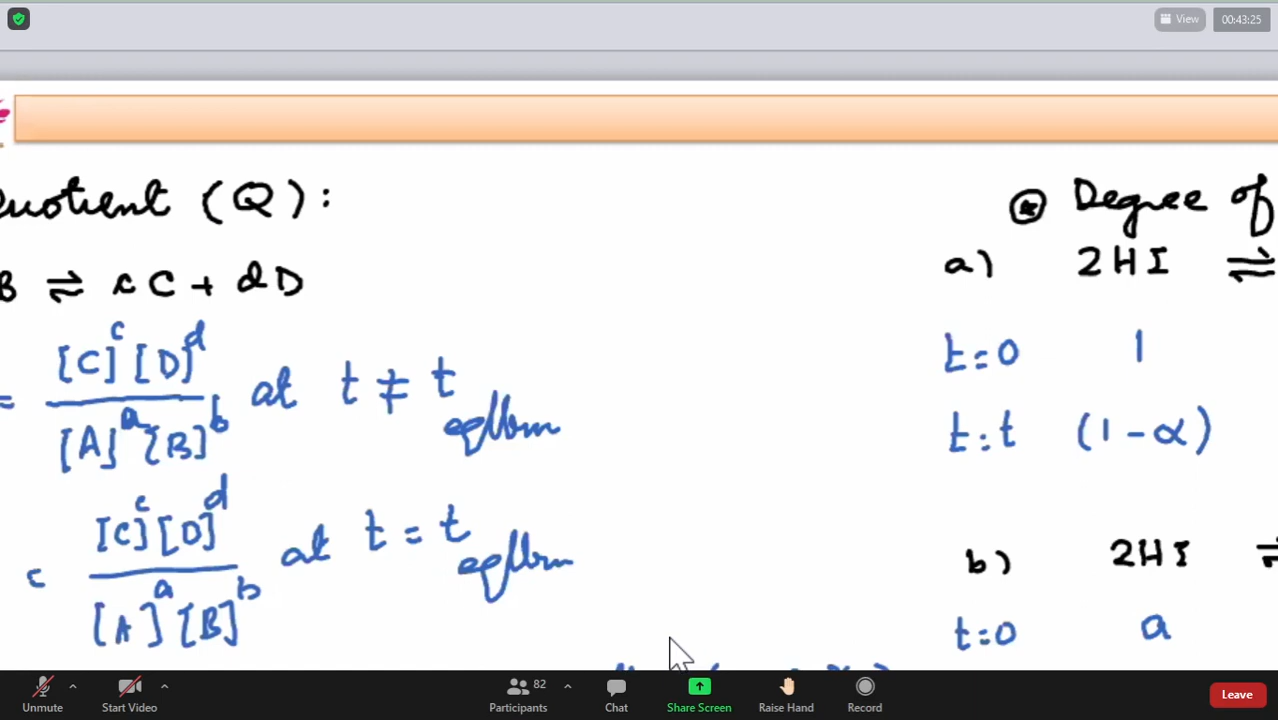 View 00:43:25
uotient (Q):
B ⇌ cC + dD
= [C]^c [D]^d / [A]^a [B]^b at t ≠ t eqlbm
c [C]^c [D]^d / [A]^a [B]^b at t = t eqlbm
⊛ Degree of
a) 2HI ⇌
t=0 1
t=t (1-α)
b) 2HI ⇌
t=0 a
Unmute Start Video 82 Participants Chat Share Screen Raise Hand Record Leave